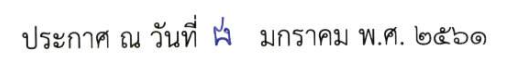 ประกาศ ณ วันที่ มกราคม พ.ศ. ๒๕๖๑